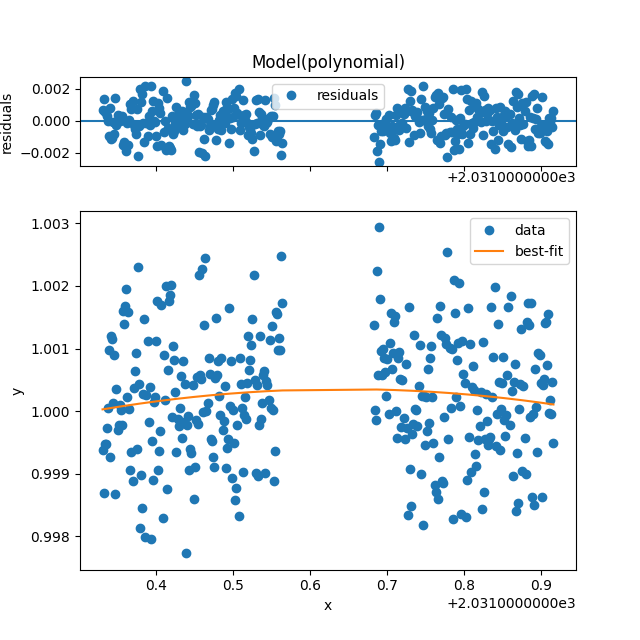 Model(polynomial)
residuals
0.002
0.000
−0.002
residuals
+2.0310000000e3
1.003
1.002
1.001
1.000
0.999
0.998
y
data
best-fit
0.4
0.5
0.6
0.7
0.8
0.9
x
+2.0310000000e3